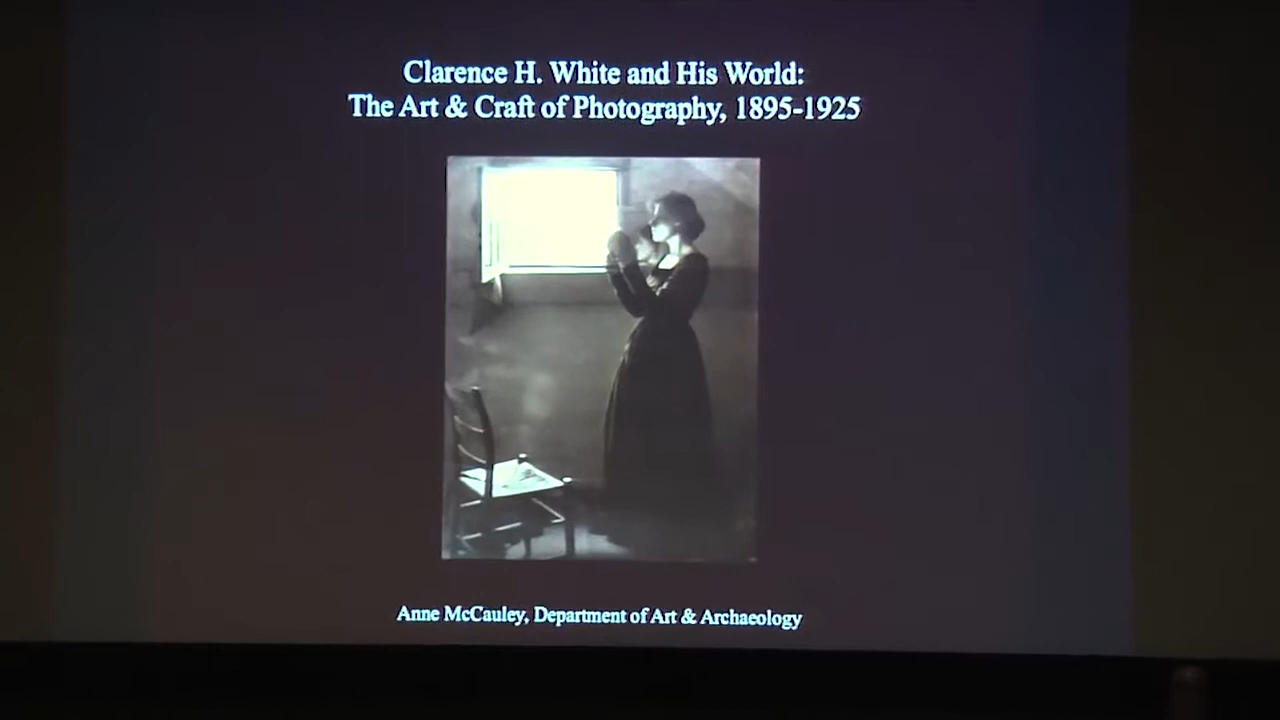 Clarence H. White and His World:
The Art & Craft of Photography, 1895-1925
Anne McCauley, Department of Art & Archaeology